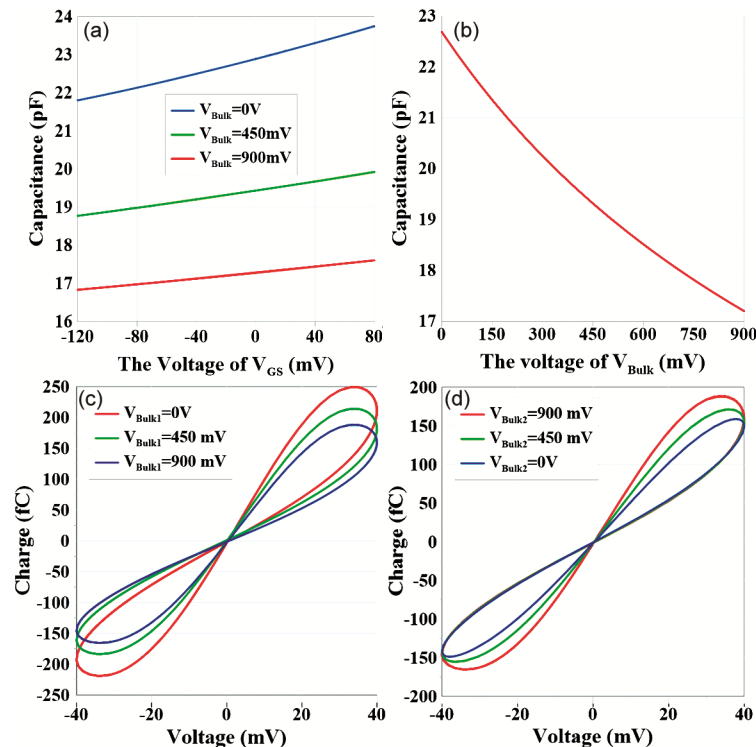 (a)
24
23
22
21
20
19
18
17
16
Capacitance (pF)
V_Bulk=0V
V_Bulk=450mV
V_Bulk=900mV
-120 -80 -40 0 40 80
The Voltage of V_GS (mV)
(b)
23
22
21
20
19
18
17
Capacitance (pF)
0 150 300 450 600 750 900
The voltage of V_Bulk (mV)
(c)
250
200
150
100
50
0
-50
-100
-150
-200
-250
Charge (fC)
V_Bulk1=0V
V_Bulk1=450 mV
V_Bulk1=900 mV
-40 -20 0 20 40
Voltage (mV)
(d)
200
150
100
50
0
-50
-100
-150
-200
Charge (fC)
V_Bulk2=900 mV
V_Bulk2=450 mV
V_Bulk2=0V
-40 -20 0 20 40
Voltage (mV)